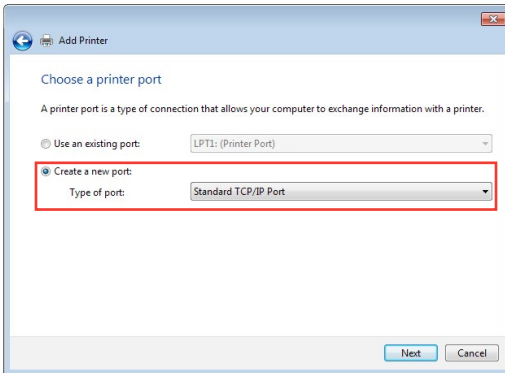 Add Printer
Choose a printer port
A printer port is a type of connection that allows your computer to exchange information with a printer.
Use an existing port: LPT1: (Printer Port)
Create a new port:
Type of port: Standard TCP/IP Port
Next Cancel